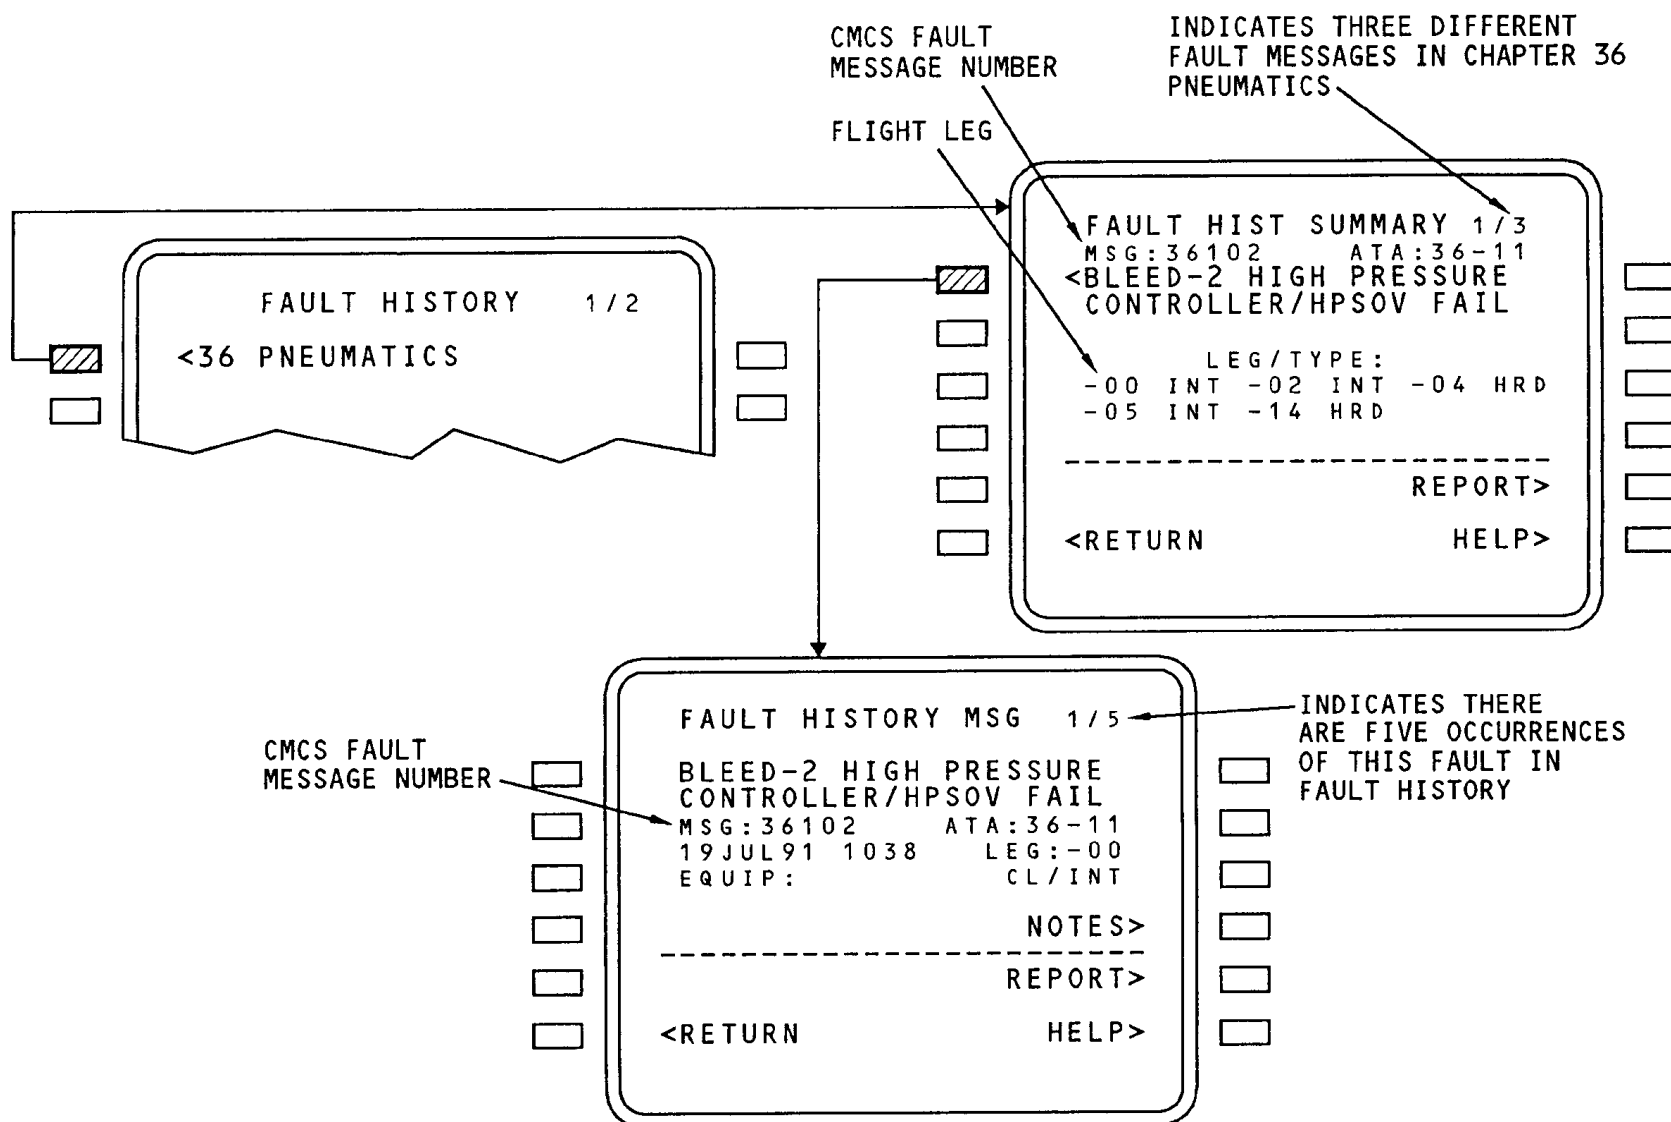 CMCS FAULT
MESSAGE NUMBER
INDICATES THREE DIFFERENT
FAULT MESSAGES IN CHAPTER 36
PNEUMATICS
FLIGHT LEG
FAULT HISTORY 1/2
<36 PNEUMATICS
FAULT HIST SUMMARY 1/3
MSG:36102 ATA:36-11
<BLEED-2 HIGH PRESSURE
CONTROLLER/HPSOV FAIL
LEG/TYPE:
-00 INT -02 INT -04 HRD
-05 INT -14 HRD
REPORT>
<RETURN HELP>
CMCS FAULT
MESSAGE NUMBER
FAULT HISTORY MSG 1/5
BLEED-2 HIGH PRESSURE
CONTROLLER/HPSOV FAIL
MSG:36102 ATA:36-11
19JUL91 1038 LEG:-00
EQUIP: CL/INT
NOTES>
REPORT>
<RETURN HELP>
INDICATES THERE
ARE FIVE OCCURRENCES
OF THIS FAULT IN
FAULT HISTORY